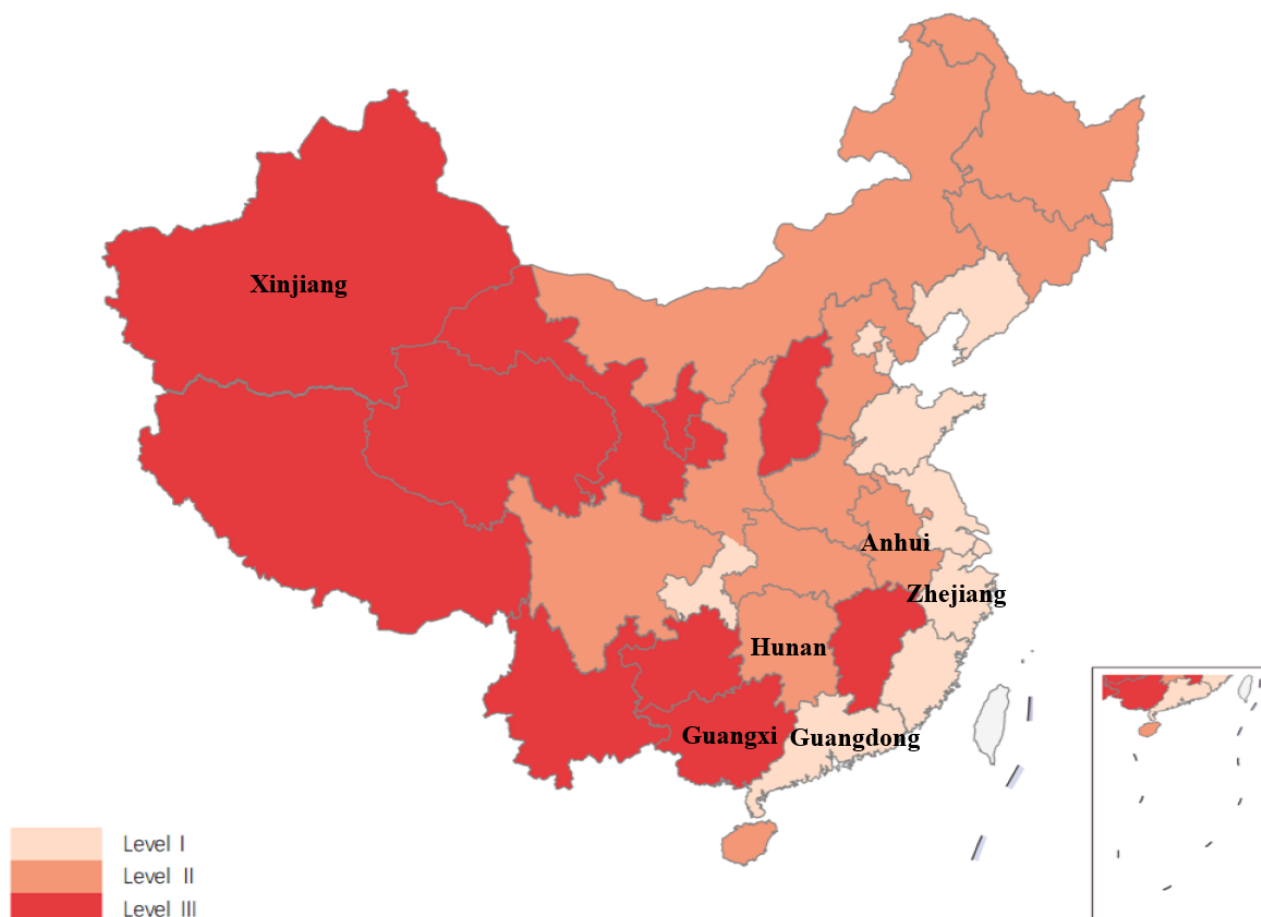 Xinjiang
Anhui
Zhejiang
Hunan
Guangxi
Guangdong
Level I
Level II
Level III